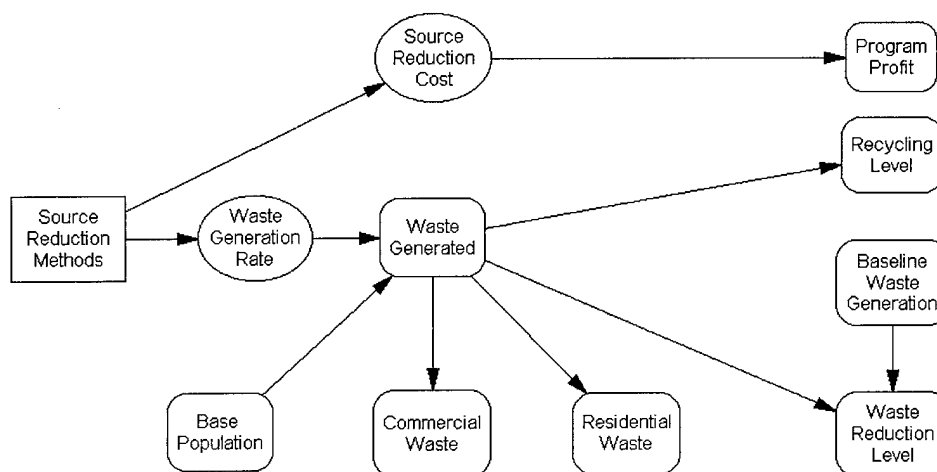 Source
Reduction
Cost
Program
Profit
Recycling
Level
Source
Reduction
Methods
Waste
Generation
Rate
Waste
Generated
Baseline
Waste
Generation
Base
Population
Commercial
Waste
Residential
Waste
Waste
Reduction
Level